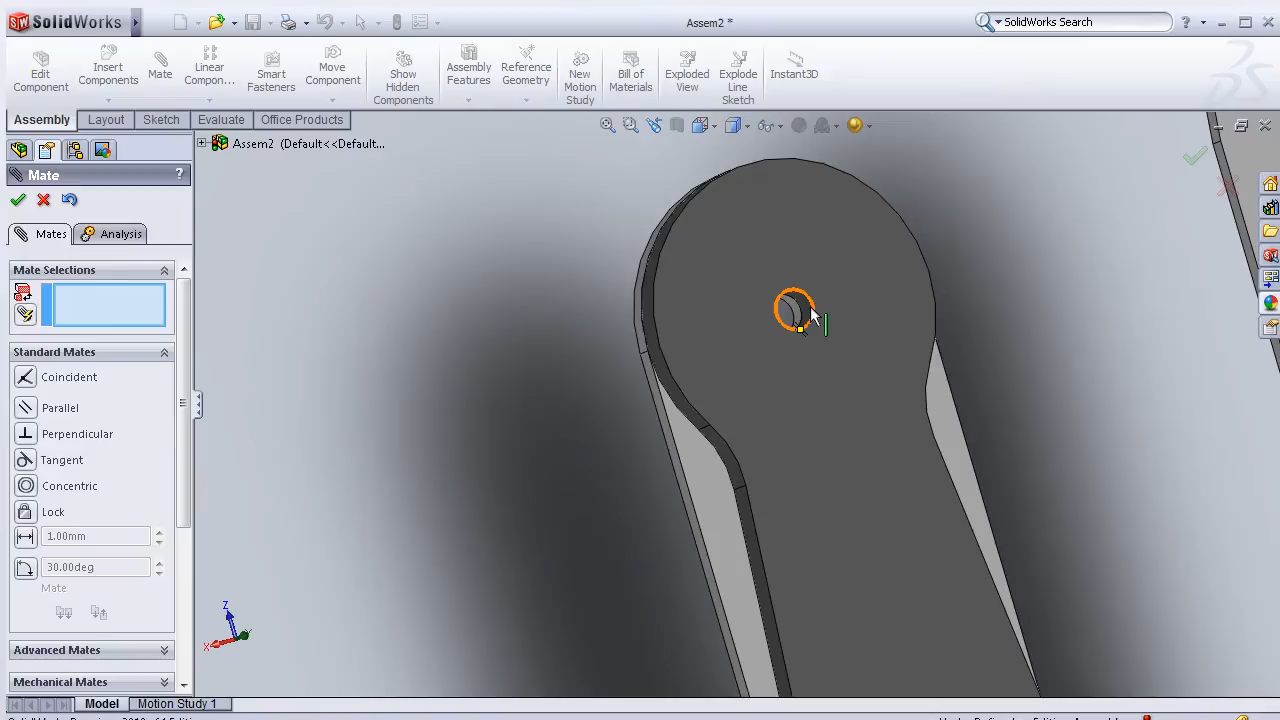 SolidWorks
Assem2 *
SolidWorks Search
?
Edit Component
Insert Components
Mate
Linear Compon...
Smart Fasteners
Move Component
Show Hidden Components
Assembly Features
Reference Geometry
New Motion Study
Bill of Materials
Exploded View
Explode Line Sketch
Instant3D
Assembly
Layout
Sketch
Evaluate
Office Products
Assem2 (Default<<Default...
Mate
?
Mates
Analysis
Mate Selections
Standard Mates
Coincident
Parallel
Perpendicular
Tangent
Concentric
Lock
1.00mm
30.00deg
Mate
Advanced Mates
Mechanical Mates
Z
X
Y
Model
Motion Study 1